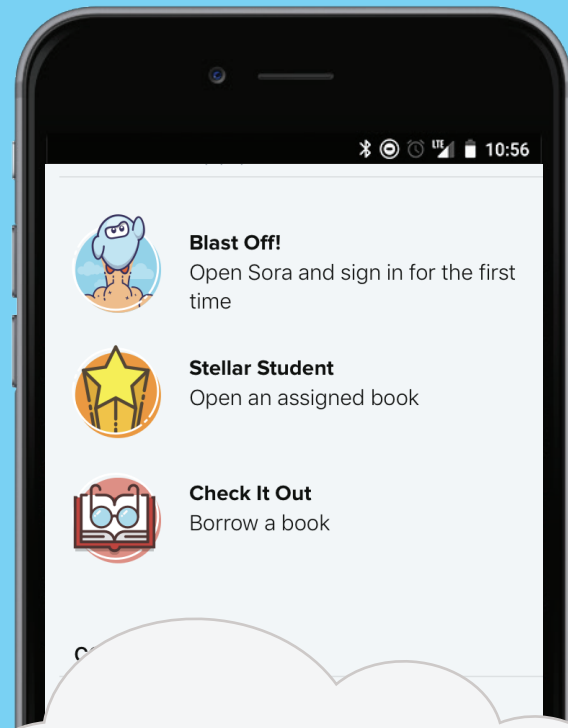 LTE 10:56
Blast Off!
Open Sora and sign in for the first
time
Stellar Student
Open an assigned book
Check It Out
Borrow a book